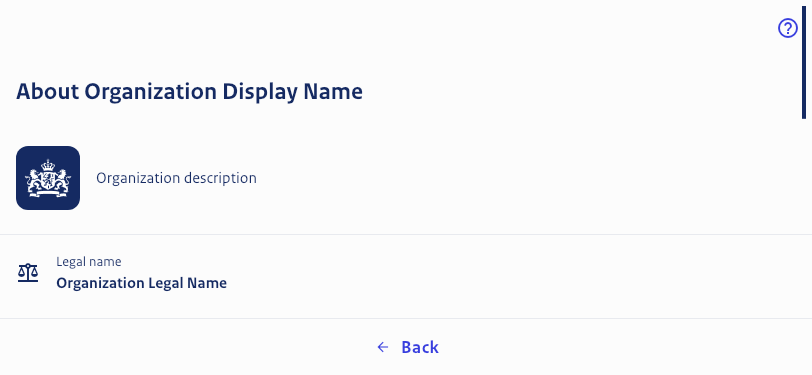 About Organization Display Name
Organization description
Legal name
Organization Legal Name
Back